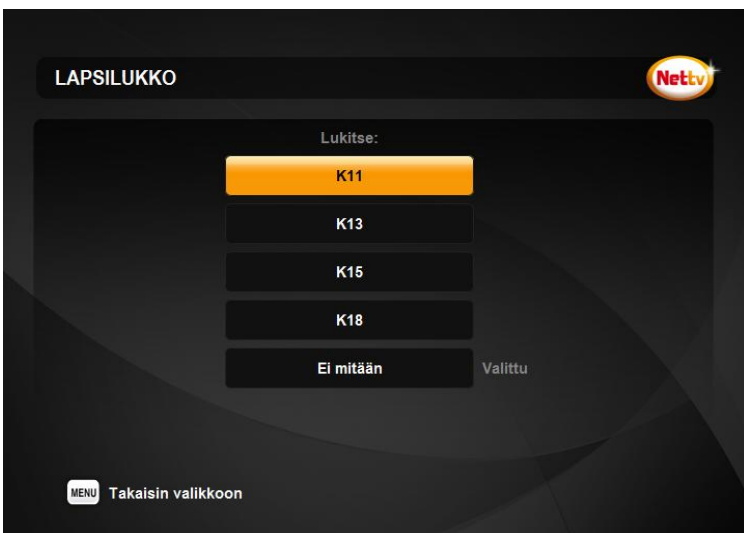 LAPSILUKKO
Nettv
Lukitse:
K11
K13
K15
K18
Ei mitään Valittu
MENU Takaisin valikkoon